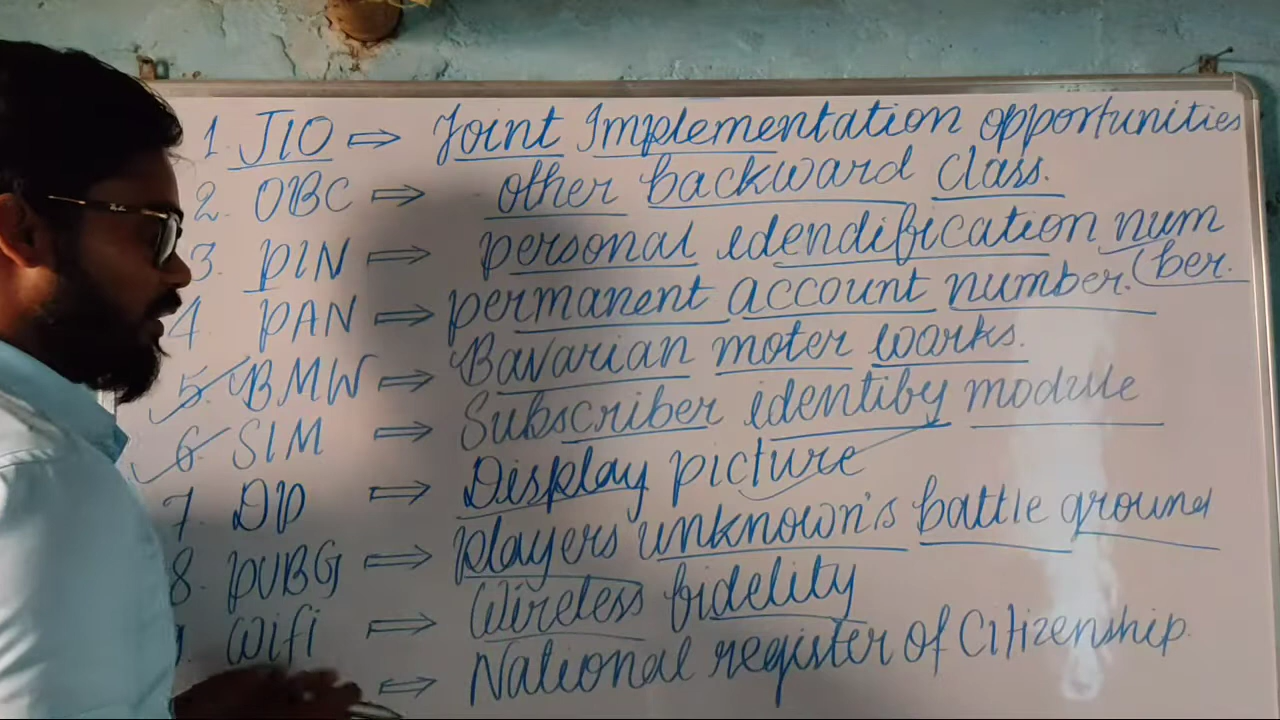 1. JIO ⇒ Joint Implementation opportunities
2. OBC ⇒ other backward class.
3. PIN ⇒ personal idendification num
(ber.
4 PAN ⇒ permanent account number.
5. BMW ⇒ Bavarian moter works.
6. SIM ⇒ Subscriber identiby module
7. DP ⇒ Display picture
8. PUBG ⇒ players unknown's battle ground
9. Wifi ⇒ Wireless fidelity
⇒ National register of Citizenship.